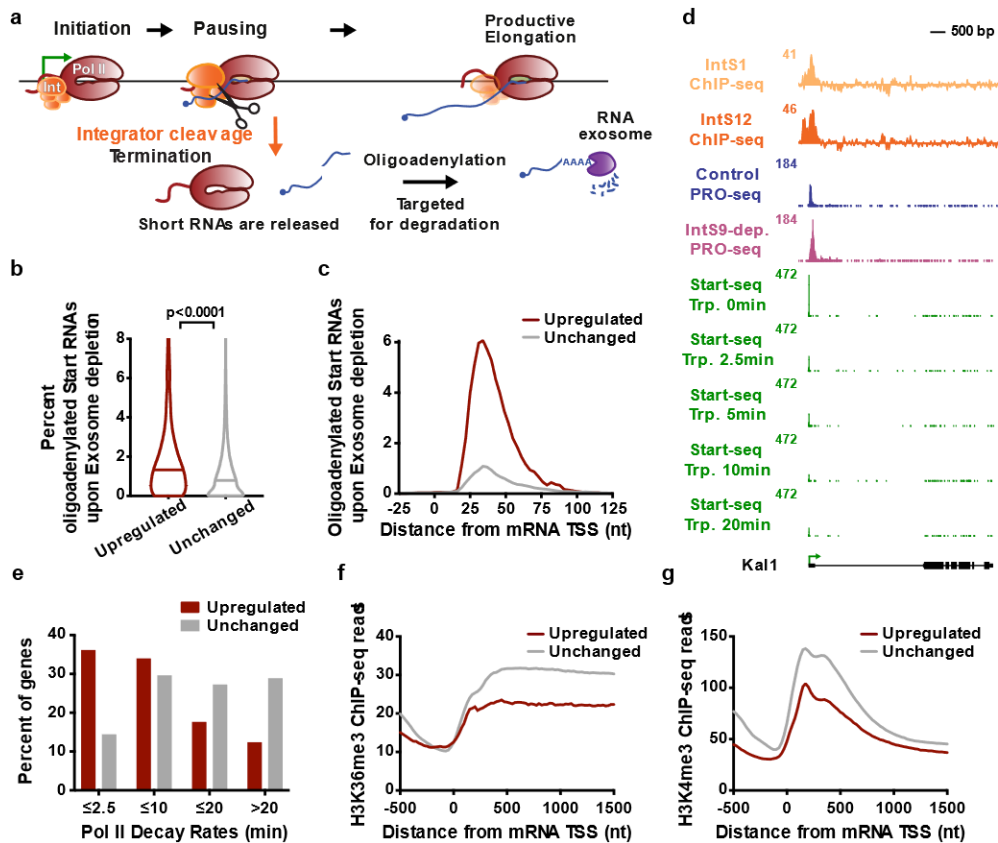 a
Initiation
Pausing
Productive
Elongation
Pol II
Int
Integrator cleavage
Termination
Short RNAs are released
Oligoadenylation
Targeted
for degradation
RNA
exosome
AAAA
b
p<0.0001
Percent
oligoadenylated Start RNAs
upon Exosome depletion
8
6
4
2
0
Upregulated
Unchanged
c
Oligoadenylated Start RNAs
upon Exosome depletion
Upregulated
Unchanged
6
4
2
0
-25
0
25
50
75
100
125
Distance from mRNA TSS (nt)
d
500 bp
IntS1
ChIP-seq
41
IntS12
ChIP-seq
46
Control
PRO-seq
184
IntS9-dep.
PRO-seq
184
Start-seq
Trp. 0min
472
Start-seq
Trp. 2.5min
472
Start-seq
Trp. 5min
472
Start-seq
Trp. 10min
472
Start-seq
Trp. 20min
472
Kal1
e
Upregulated
Unchanged
Percent of genes
40
30
20
10
0
≤2.5
≤10
≤20
>20
Pol II Decay Rates (min)
f
H3K36me3 ChIP-seq reads
Upregulated
Unchanged
40
30
20
10
0
-500
0
500
1000
1500
Distance from mRNA TSS (nt)
g
H3K4me3 ChIP-seq reads
Upregulated
Unchanged
150
100
50
0
-500
0
500
1000
1500
Distance from mRNA TSS (nt)